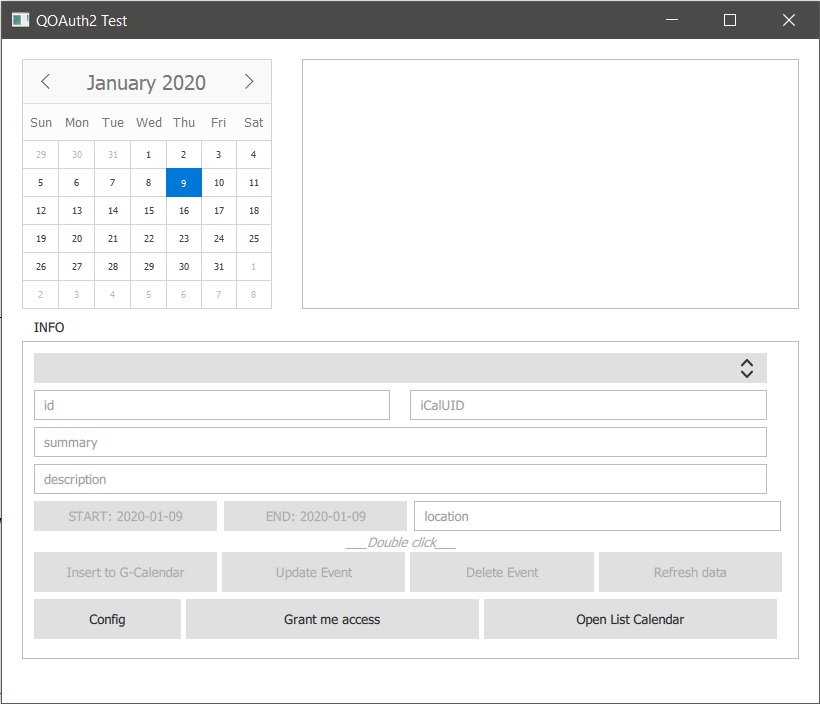 QOAuth2 Test
January 2020
Sun Mon Tue Wed Thu Fri Sat
29 30 31 1 2 3 4
5 6 7 8 9 10 11
12 13 14 15 16 17 18
19 20 21 22 23 24 25
26 27 28 29 30 31 1
2 3 4 5 6 7 8
INFO
id iCalUID
summary
description
START: 2020-01-09 END: 2020-01-09 location
___Double click___
Insert to G-Calendar Update Event Delete Event Refresh data
Config Grant me access Open List Calendar